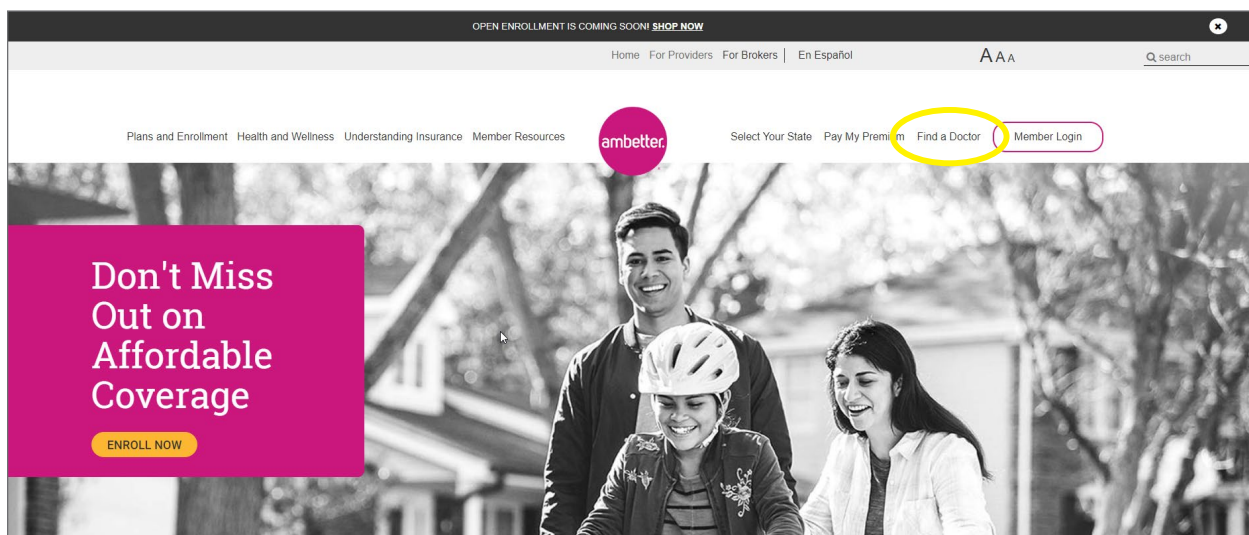 OPEN ENROLLMENT IS COMING SOON! SHOP NOW
Home For Providers For Brokers En Español AAA search
Plans and Enrollment Health and Wellness Understanding Insurance Member Resources ambetter. Select Your State Pay My Premium Find a Doctor Member Login
Don't Miss
Out on
Affordable
Coverage
ENROLL NOW